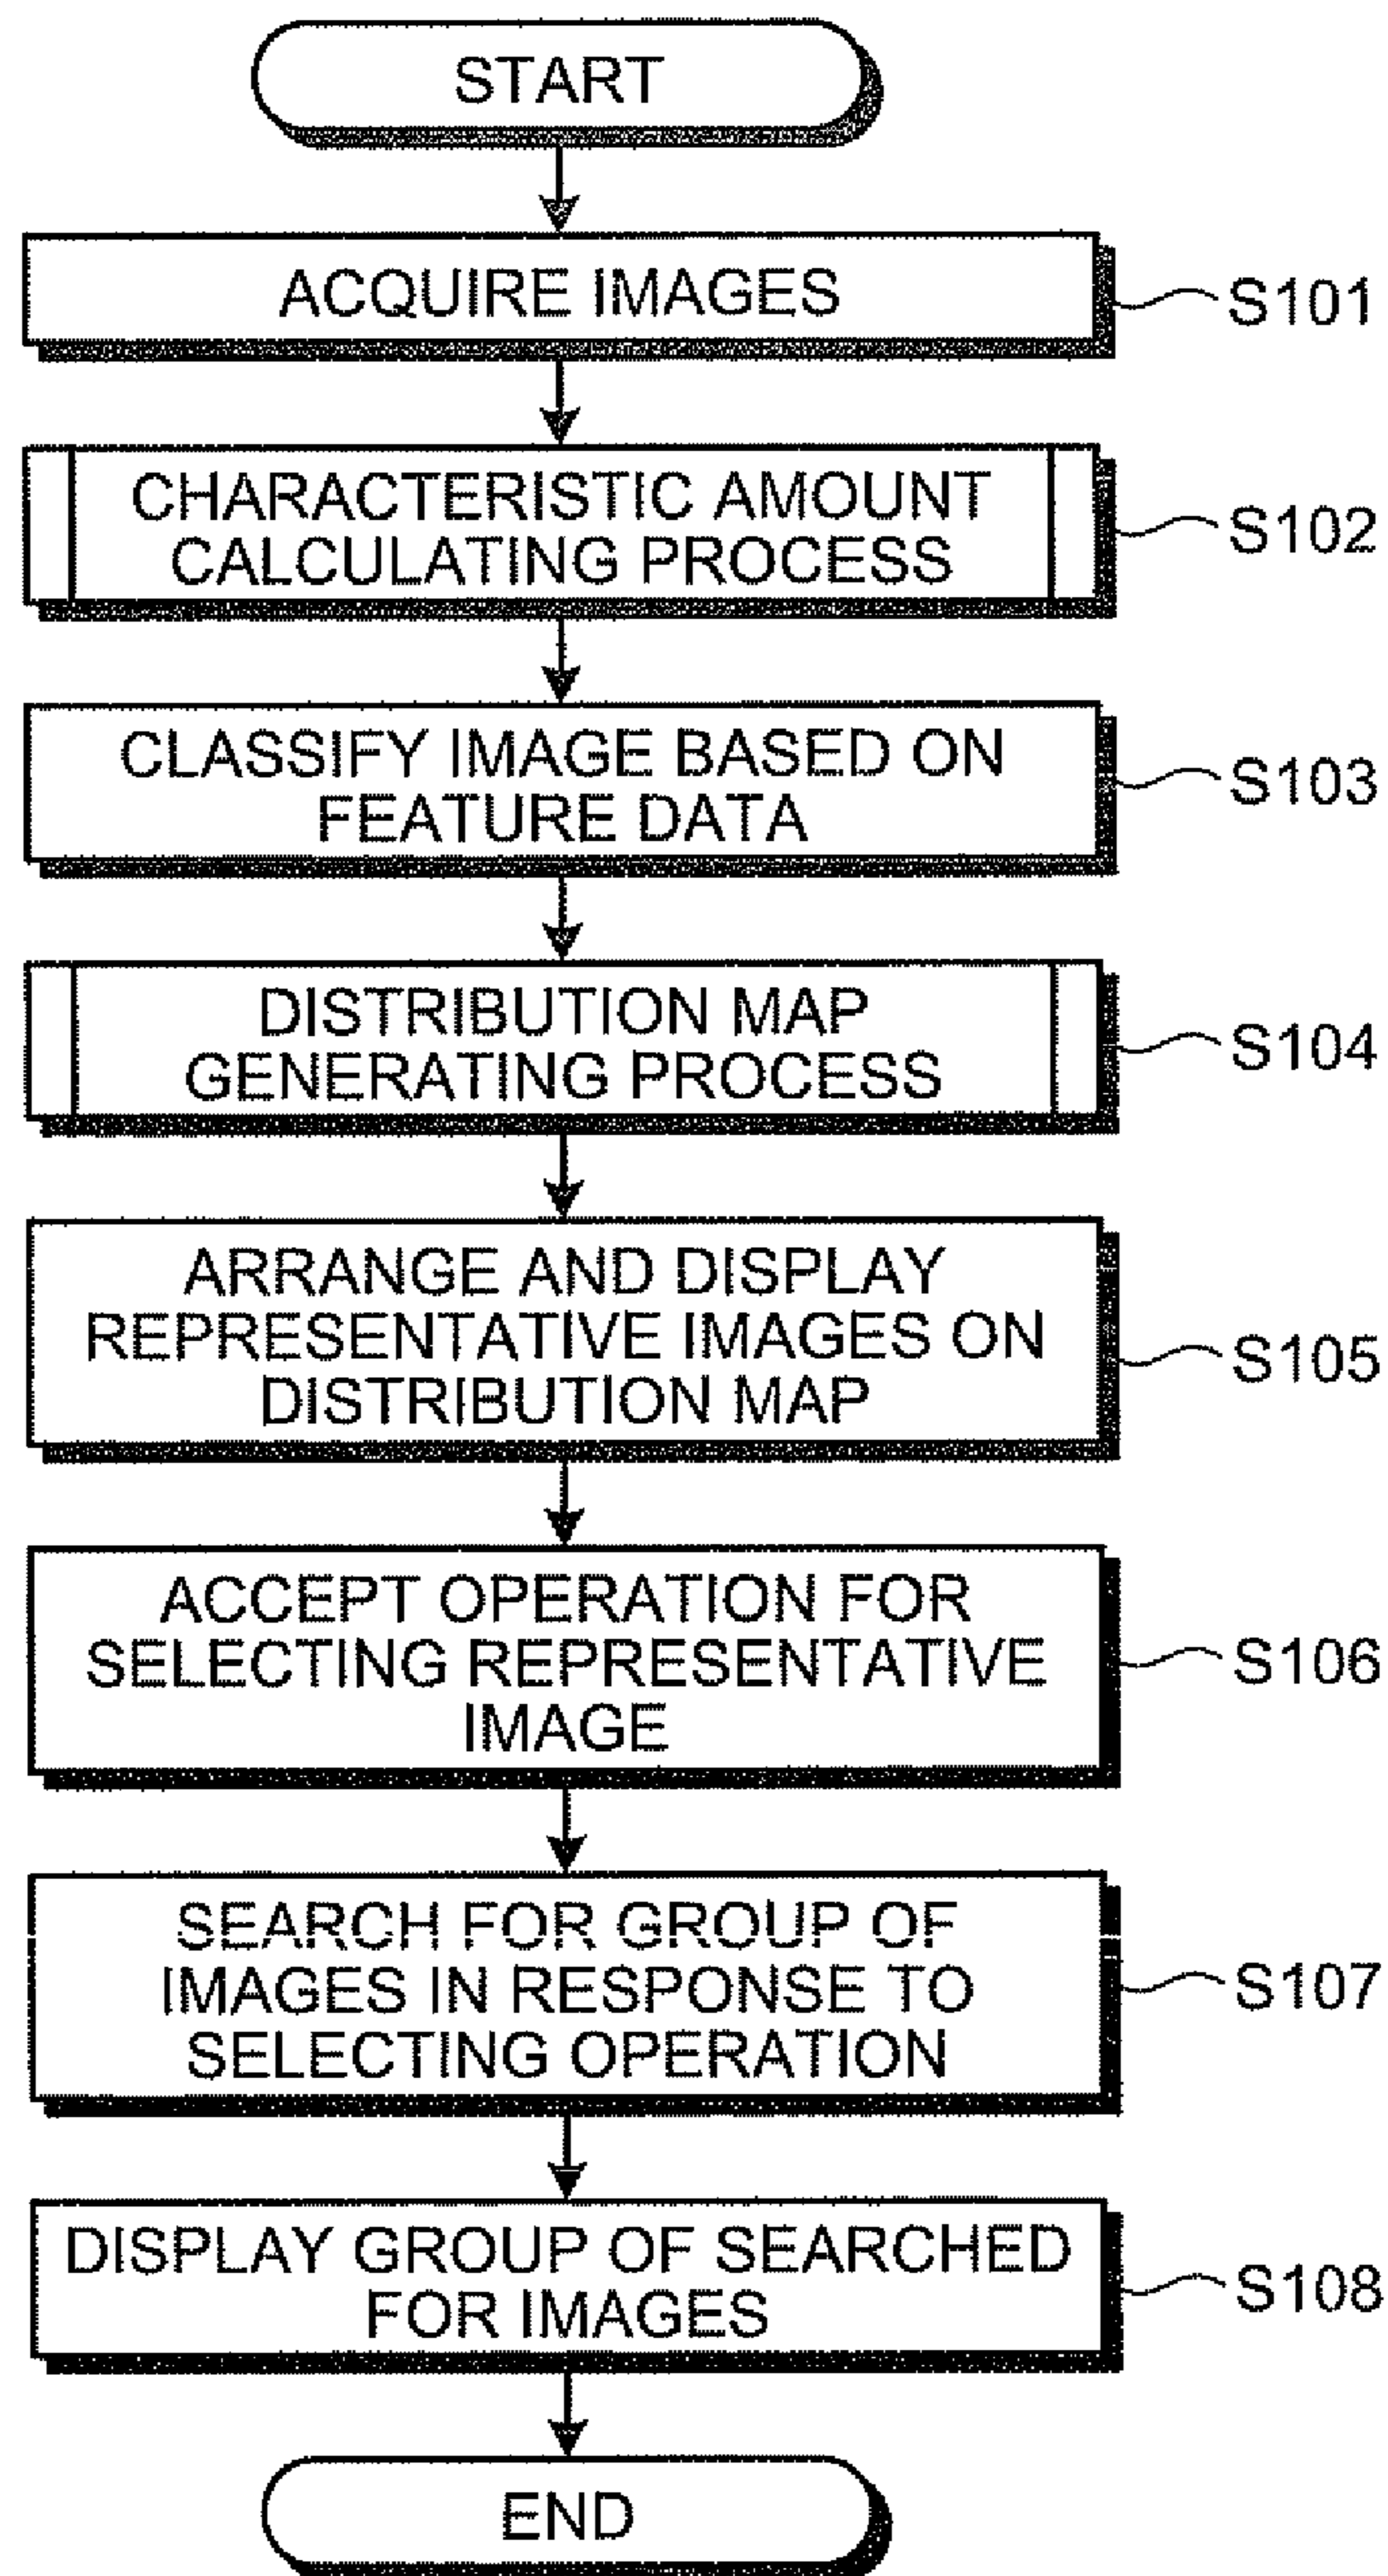 START
ACQUIRE IMAGES
S101
CHARACTERISTIC AMOUNT
CALCULATING PROCESS
S102
CLASSIFY IMAGE BASED ON
FEATURE DATA
S103
DISTRIBUTION MAP
GENERATING PROCESS
S104
ARRANGE AND DISPLAY
REPRESENTATIVE IMAGES ON
DISTRIBUTION MAP
S105
ACCEPT OPERATION FOR
SELECTING REPRESENTATIVE
IMAGE
S106
SEARCH FOR GROUP OF
IMAGES IN RESPONSE TO
SELECTING OPERATION
S107
DISPLAY GROUP OF SEARCHED
FOR IMAGES
S108
END